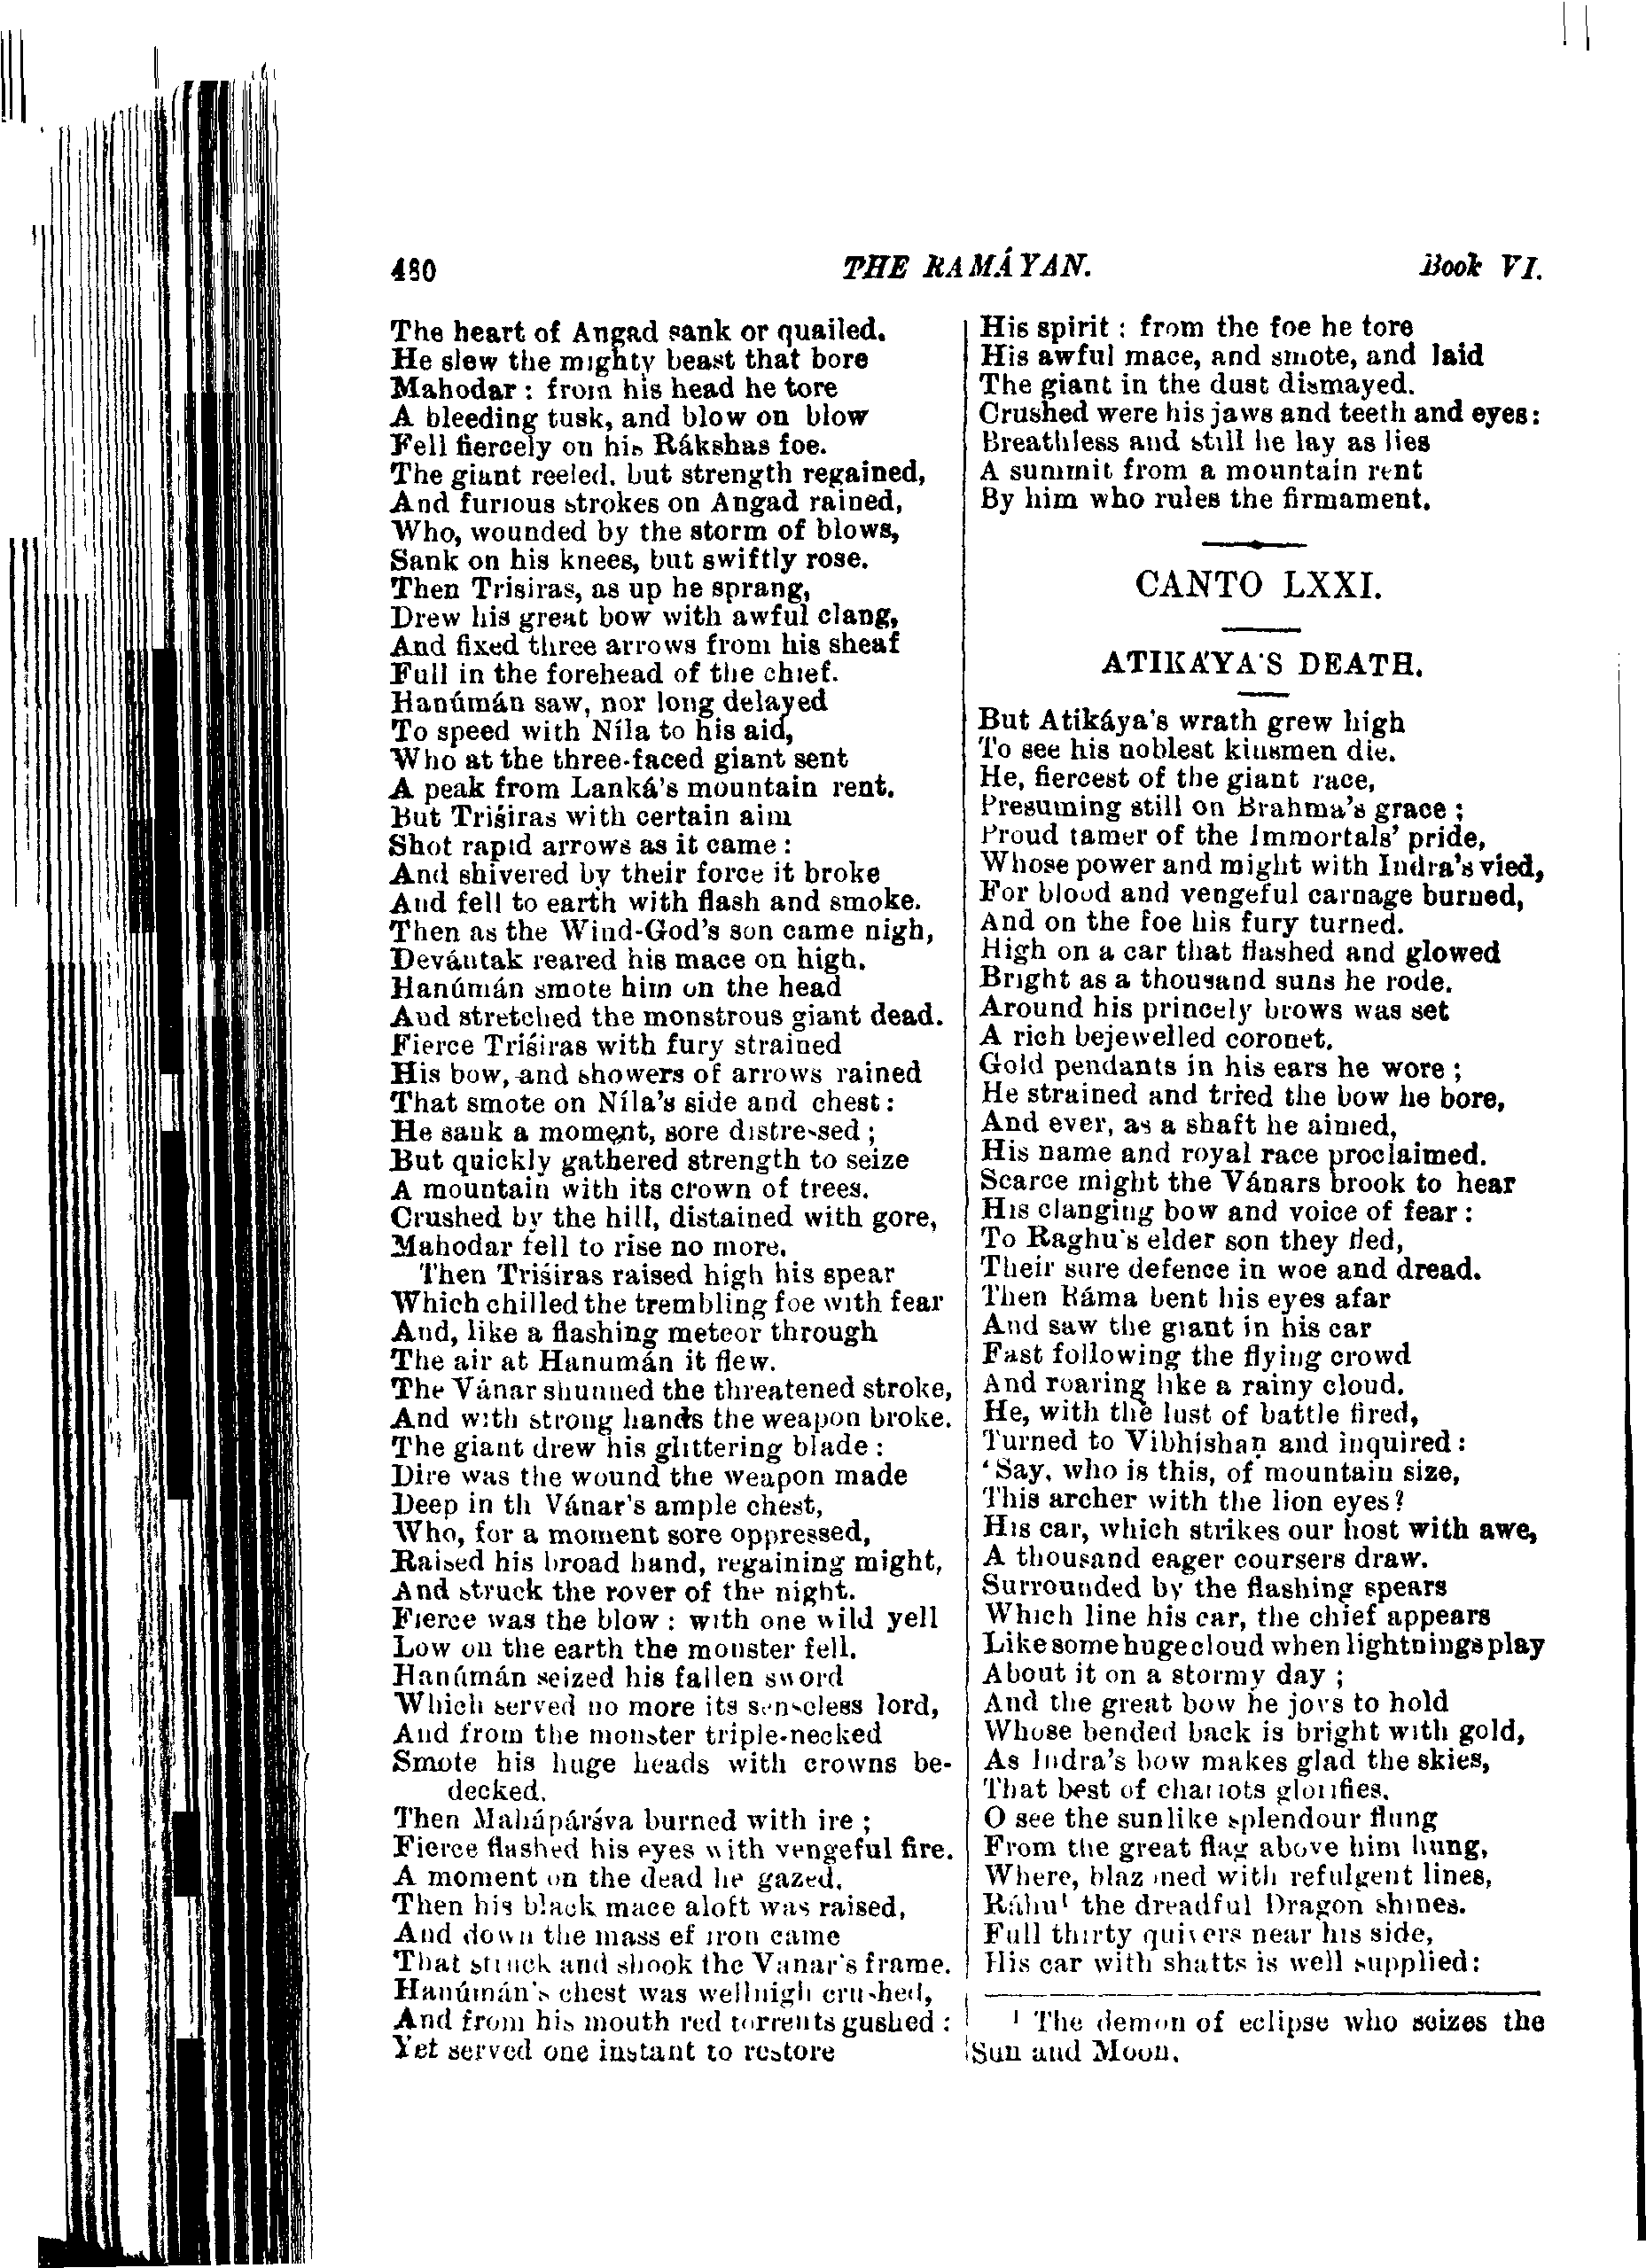 480 THE RAMÁYAN. Book VI.
The heart of Angad sank or quailed.
He slew the mighty beast that bore
Mahodar : from his head he tore
A bleeding tusk, and blow on blow
Fell fiercely on his Rákshas foe.
The giant reeled, but strength regained,
And furious strokes on Angad rained,
Who, wounded by the storm of blows,
Sank on his knees, but swiftly rose.
Then Trisiras, as up he sprang,
Drew his great bow with awful clang,
And fixed three arrows from his sheaf
Full in the forehead of the chief.
Hanúmán saw, nor long delayed
To speed with Níla to his aid,
Who at the three-faced giant sent
A peak from Lanká's mountain rent.
But Triśiras with certain aim
Shot rapid arrows as it came :
And shivered by their force it broke
And fell to earth with flash and smoke.
Then as the Wind-God's son came nigh,
Devántak reared his mace on high.
Hanúmán smote him on the head
And stretched the monstrous giant dead.
Fierce Triśiras with fury strained
His bow, and showers of arrows rained
That smote on Níla's side and chest :
He sank a moment, sore distressed ;
But quickly gathered strength to seize
A mountain with its crown of trees.
Crushed by the hill, distained with gore,
Mahodar fell to rise no more.
Then Triśiras raised high his spear
Which chilled the trembling foe with fear
And, like a flashing meteor through
The air at Hanumán it flew.
The Vánar shunned the threatened stroke,
And with strong hands the weapon broke.
The giant drew his glittering blade :
Dire was the wound the weapon made
Deep in th Vánar's ample chest,
Who, for a moment sore oppressed,
Raised his broad hand, regaining might,
And struck the rover of the night.
Fierce was the blow : with one wild yell
Low on the earth the monster fell.
Hanúmán seized his fallen sword
Which served no more its senseless lord,
And from the monster triple-necked
Smote his huge heads with crowns be-
decked.
Then Mahápárśva burned with ire ;
Fierce flashed his eyes with vengeful fire.
A moment on the dead he gazed,
Then his black mace aloft was raised,
And down the mass ef iron came
That struck and shook the Vanar's frame.
Hanúmán's chest was wellnigh crushed,
And from his mouth red torrents gushed :
Yet served one instant to restore
His spirit : from the foe he tore
His awful mace, and smote, and laid
The giant in the dust dismayed.
Crushed were his jaws and teeth and eyes :
Breathless and still he lay as lies
A summit from a mountain rent
By him who rules the firmament.
CANTO LXXI.
ATIKÁYA'S DEATH.
But Atikáya's wrath grew high
To see his noblest kinsmen die.
He, fiercest of the giant race,
Presuming still on Brahma's grace ;
Proud tamer of the Immortals' pride,
Whose power and might with Indra's vied,
For blood and vengeful carnage burned,
And on the foe his fury turned.
High on a car that flashed and glowed
Bright as a thousand suns he rode.
Around his princely brows was set
A rich bejewelled coronet.
Gold pendants in his ears he wore ;
He strained and tried the bow he bore,
And ever, as a shaft he aimed,
His name and royal race proclaimed.
Scarce might the Vánars brook to hear
His clanging bow and voice of fear :
To Raghu's elder son they fled,
Their sure defence in woe and dread.
Then Ráma bent his eyes afar
And saw the giant in his car
Fast following the flying crowd
And roaring like a rainy cloud.
He, with the lust of battle fired,
Turned to Vibhishaṇ and inquired :
'Say, who is this, of mountain size,
This archer with the lion eyes?
His car, which strikes our host with awe,
A thousand eager coursers draw.
Surrounded by the flashing spears
Which line his car, the chief appears
Like some huge cloud when lightnings play
About it on a stormy day ;
And the great bow he joys to hold
Whose bended back is bright with gold,
As Indra's bow makes glad the skies,
That best of chariots glorifies.
O see the sunlike splendour flung
From the great flag above him hung,
Where, blazoned with refulgent lines,
Ráhu¹ the dreadful Dragon shines.
Full thirty quivers near his side,
His car with shafts is well supplied :
¹ The demon of eclipse who seizes the
Sun and Moon.